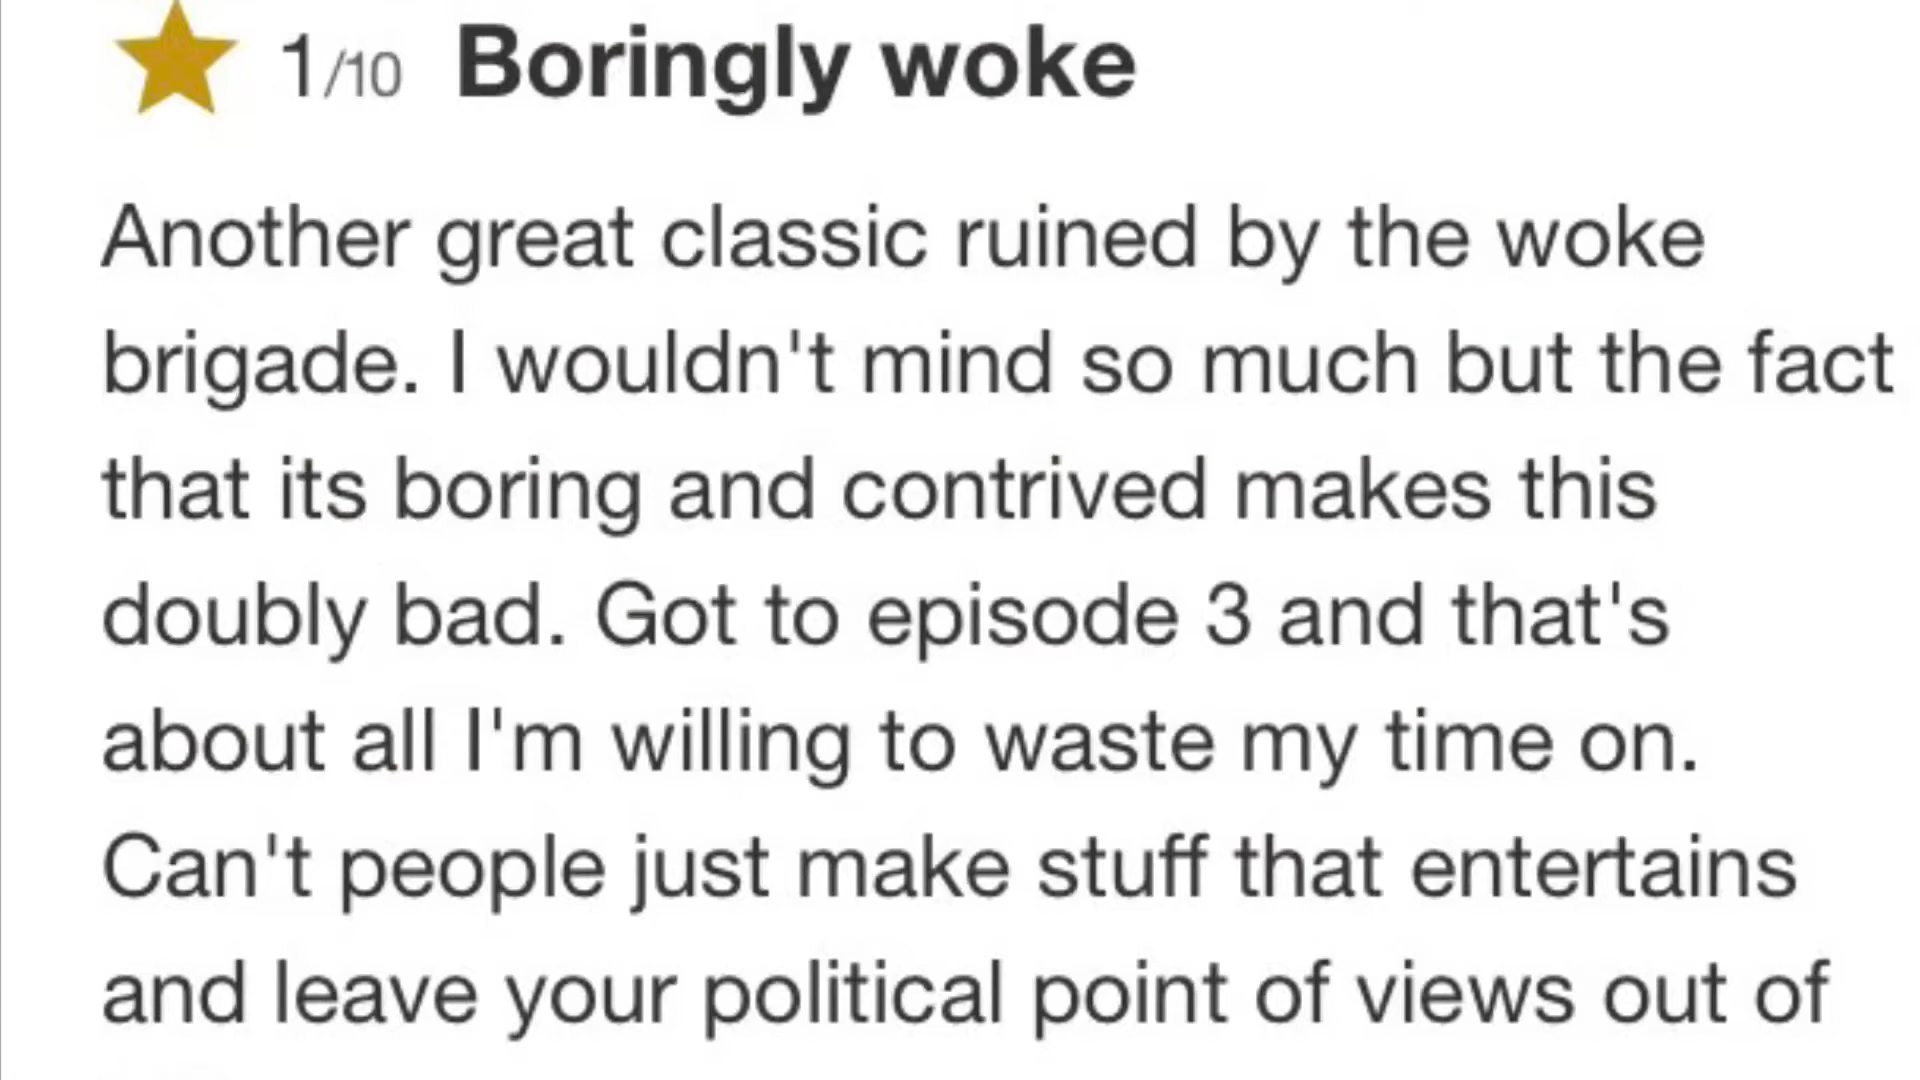 1/10 Boringly woke
Another great classic ruined by the woke
brigade. I wouldn't mind so much but the fact
that its boring and contrived makes this
doubly bad. Got to episode 3 and that's
about all I'm willing to waste my time on.
Can't people just make stuff that entertains
and leave your political point of views out of